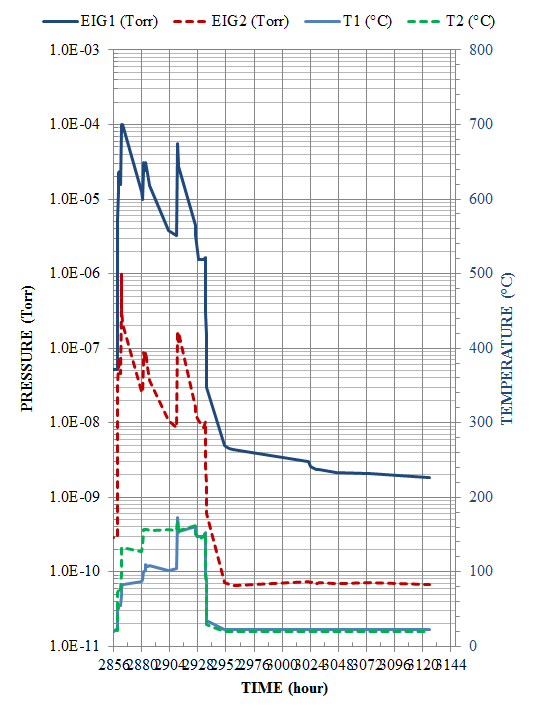 EIG1 (Torr) EIG2 (Torr) T1 (°C) T2 (°C)
1.0E-03 800
1.0E-04 700
1.0E-05 600
1.0E-06 500
1.0E-07 400
1.0E-08 300
1.0E-09 200
1.0E-10 100
1.0E-11 0
PRESSURE (Torr)
TEMPERATURE (°C)
2856 2880 2904 2928 2952 2976 3000 3024 3048 3072 3096 3120 3144
TIME (hour)